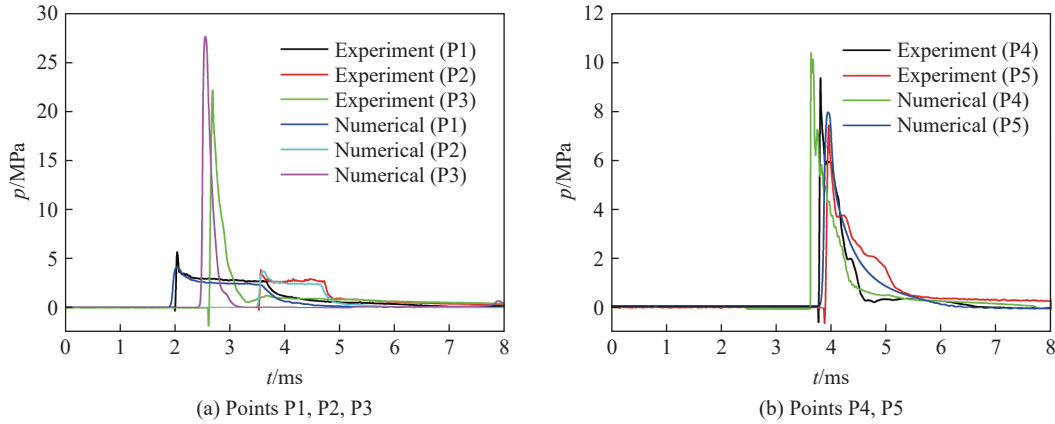 30
25
20
15
10
5
0
p/MPa
Experiment (P1)
Experiment (P2)
Experiment (P3)
Numerical (P1)
Numerical (P2)
Numerical (P3)
0 1 2 3 4 5 6 7 8
t/ms
(a) Points P1, P2, P3
12
10
8
6
4
2
0
p/MPa
Experiment (P4)
Experiment (P5)
Numerical (P4)
Numerical (P5)
0 1 2 3 4 5 6 7 8
t/ms
(b) Points P4, P5